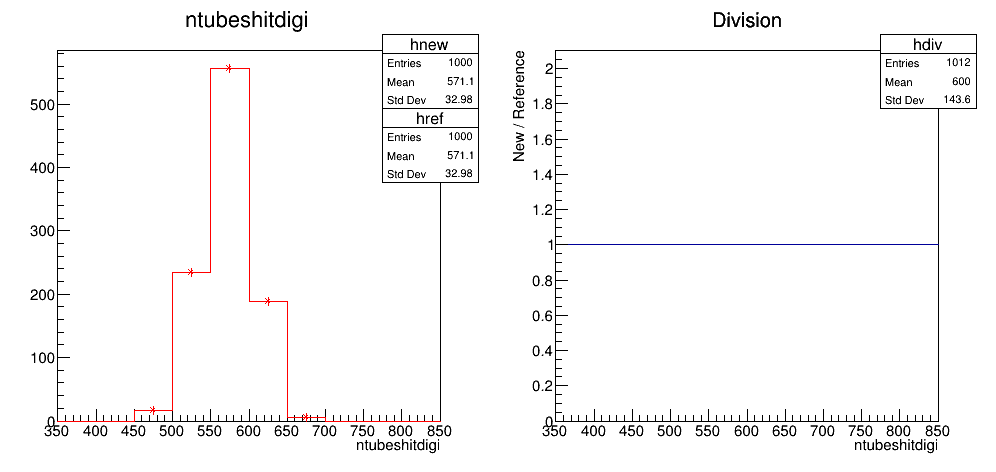 ntubeshitdigi
hnew
Entries 1000
Mean 571.1
Std Dev 32.98
href
Entries 1000
Mean 571.1
Std Dev 32.98
500
400
300
200
100
0
350 400 450 500 550 600 650 700 750 800 850
ntubeshitdigi
Division
hdiv
Entries 1012
Mean 600
Std Dev 143.6
New / Reference
2
1.8
1.6
1.4
1.2
1
0.8
0.6
0.4
0.2
0
350 400 450 500 550 600 650 700 750 800 850
ntubeshitdigi